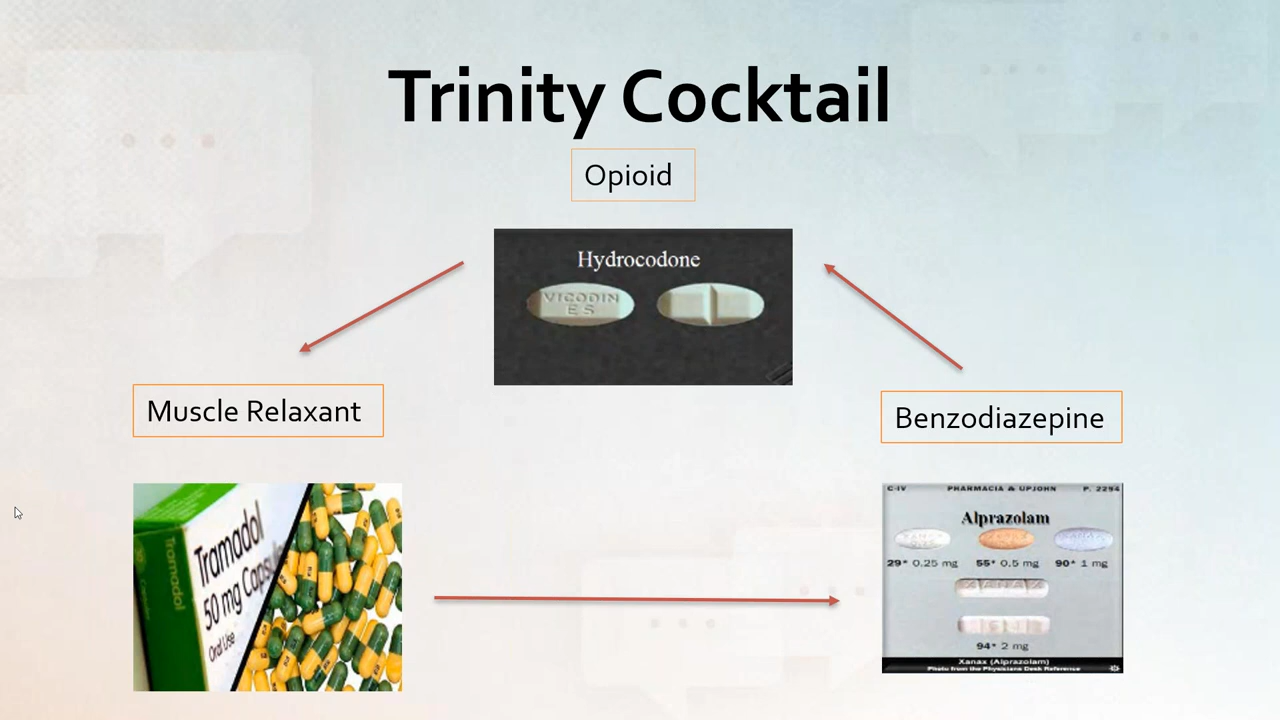 Trinity Cocktail
Opioid
Hydrocodone
VICODIN
ES
Muscle Relaxant
Benzodiazepine
Tramadol
Tramadol
50 mg Capsules
Oral Use
C-IV PHARMACIA & UPJOHN P. 2294
Alprazolam
29* 0.25 mg 55* 0.5 mg 90* 1 mg
XANAX
94* 2 mg
Xanax (Alprazolam)
Photo from the Physicians Desk Reference